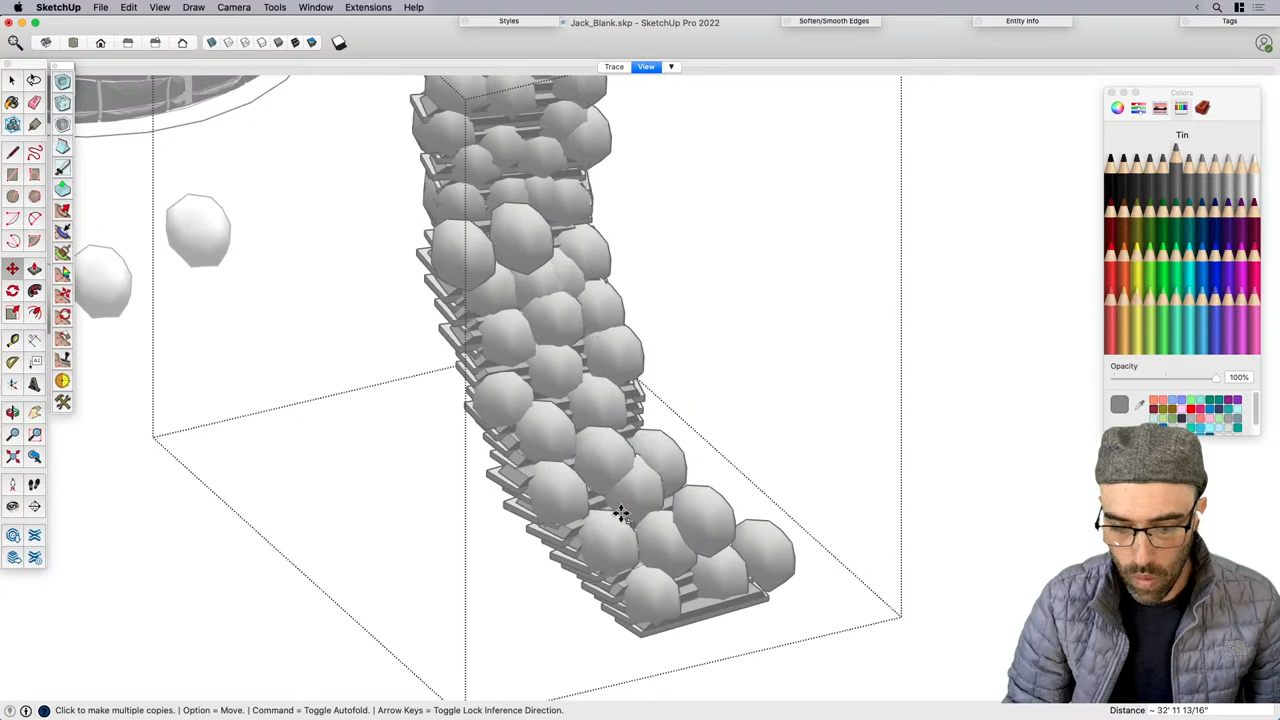 SketchUp File Edit View Draw Camera Tools Window Extensions Help
Styles
Jack_Blank.skp - SketchUp Pro 2022
Soften/Smooth Edges
Entity Info
Tags
Trace View ▼
Colors
Tin
Opacity
100%
Click to make multiple copies. | Option = Move. | Command = Toggle Autofold. | Arrow Keys = Toggle Lock Inference Direction.
Distance ~ 32' 11 13/16"